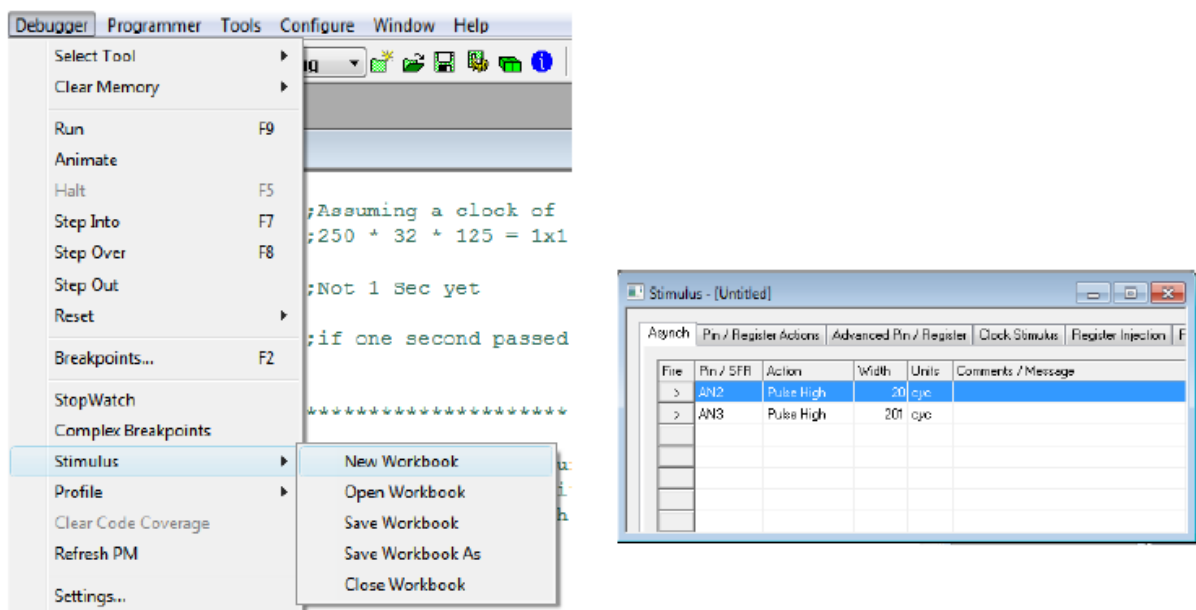 Debugger Programmer Tools Configure Window Help
Select Tool
Clear Memory
Run F9
Animate
Halt F5
Step Into F7
Step Over F8
Step Out
Reset
Breakpoints... F2
StopWatch
Complex Breakpoints
Stimulus
Profile
Clear Code Coverage
Refresh PM
Settings...
New Workbook
Open Workbook
Save Workbook
Save Workbook As
Close Workbook
;Assuming a clock of
;250 * 32 * 125 = 1x1
;Not 1 Sec yet
;if one second passed
*********************
Stimulus - [Untitled]
Asynch Pin / Register Actions Advanced Pin / Register Clock Stimulus Register Injection
Fire Pin / SFR Action Width Units Comments / Message
> AN2 Pulse High 20 cyc
> AN3 Pulse High 201 cyc